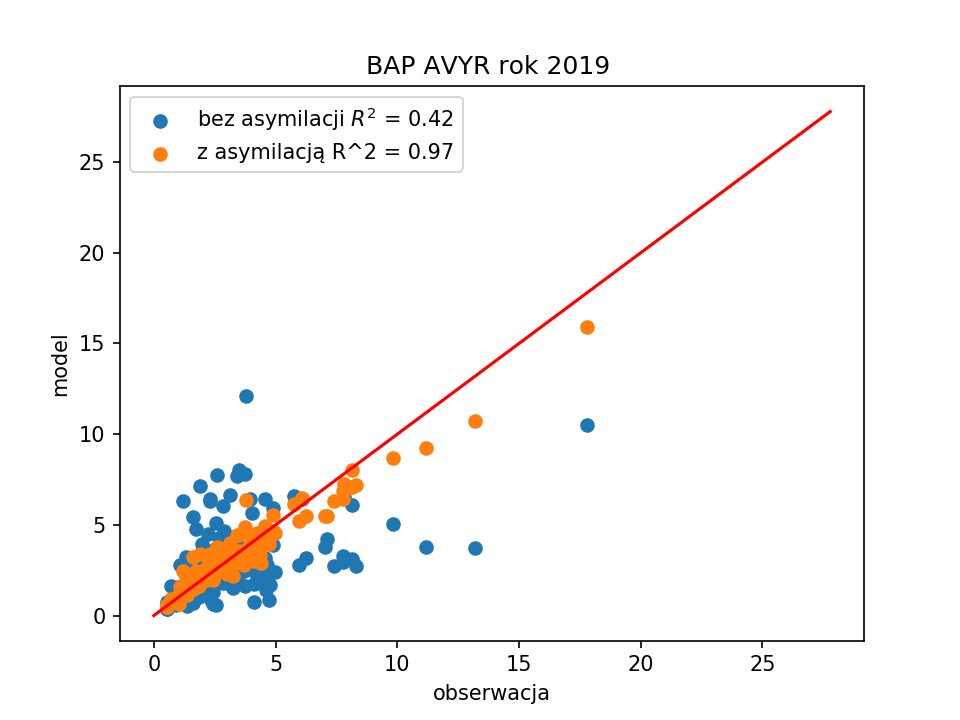 BAP AVYR rok 2019
bez asymilacji $R^2$ = 0.42
z asymilacją R^2 = 0.97
25
20
15
10
5
0
model
0 5 10 15 20 25
obserwacja